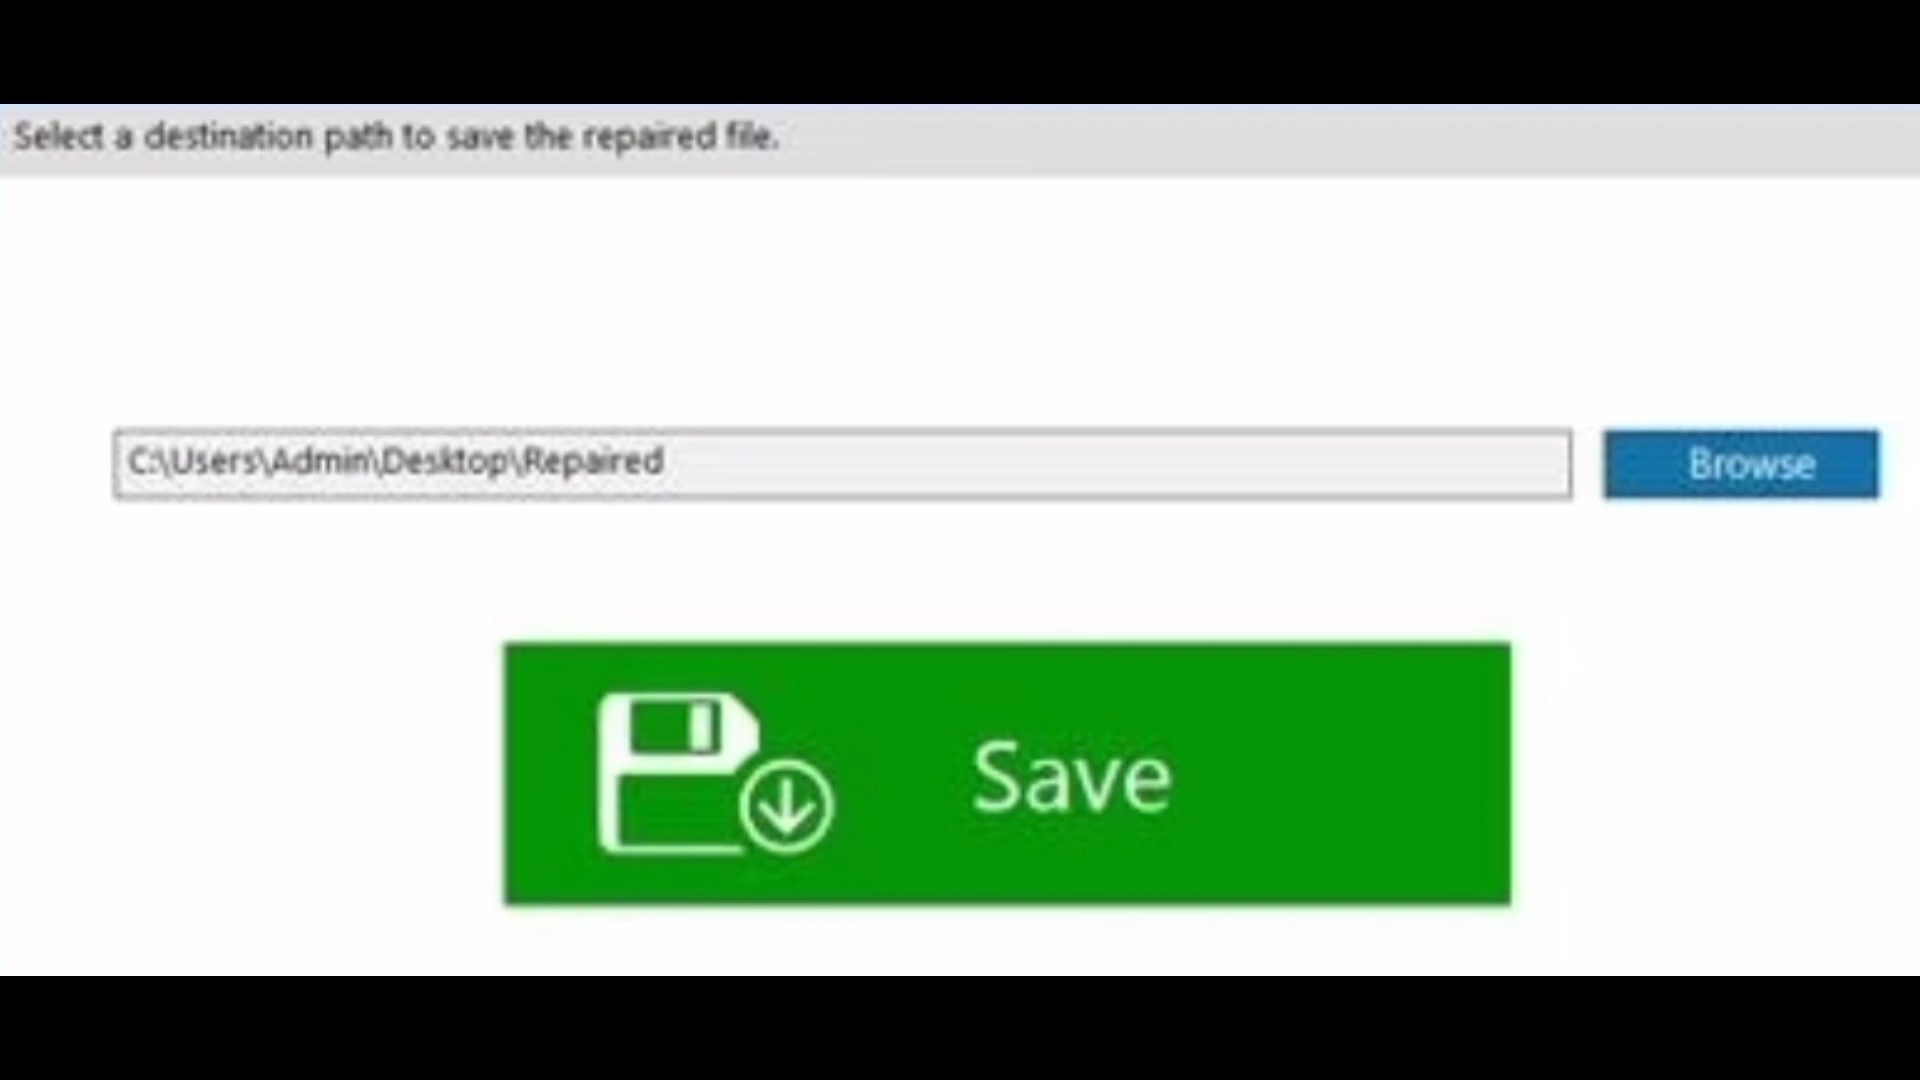 Select a destination path to save the repaired file.
C:\Users\Admin\Desktop\Repaired
Browse
Save